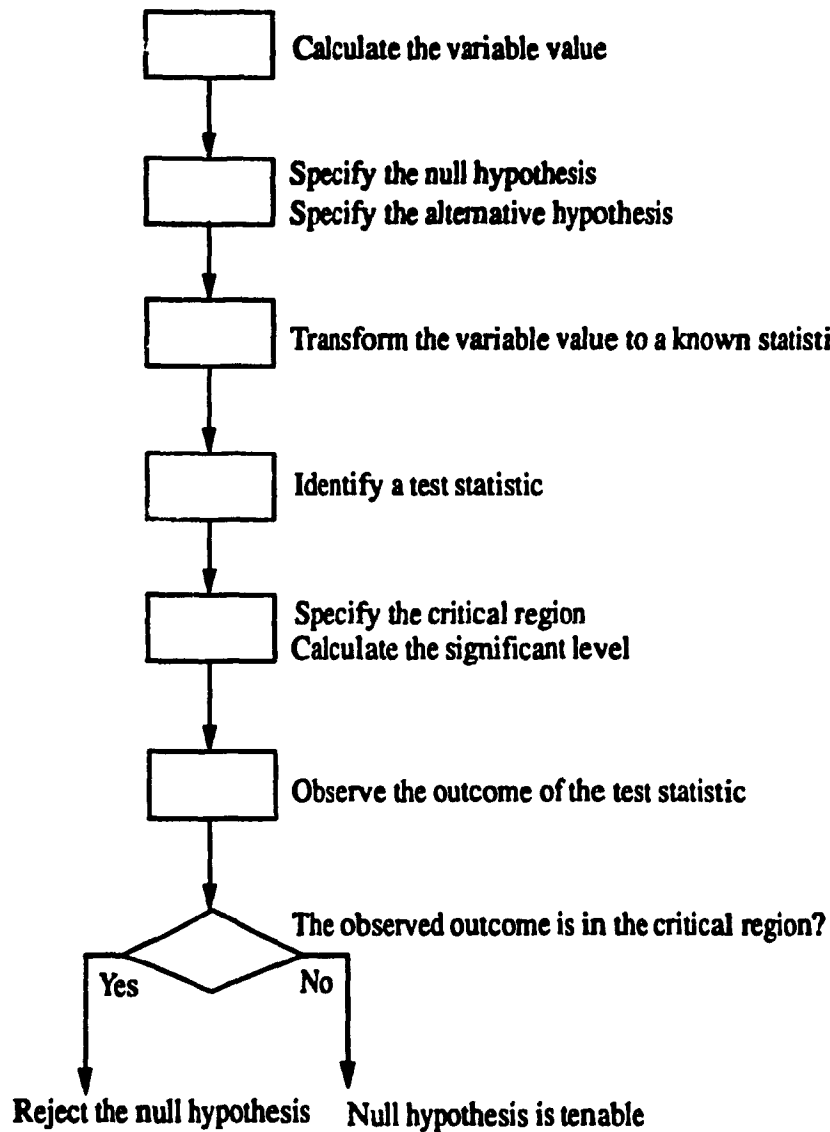 Calculate the variable value
Specify the null hypothesis
Specify the alternative hypothesis
Transform the variable value to a known statisti
Identify a test statistic
Specify the critical region
Calculate the significant level
Observe the outcome of the test statistic
The observed outcome is in the critical region?
Yes
No
Reject the null hypothesis
Null hypothesis is tenable